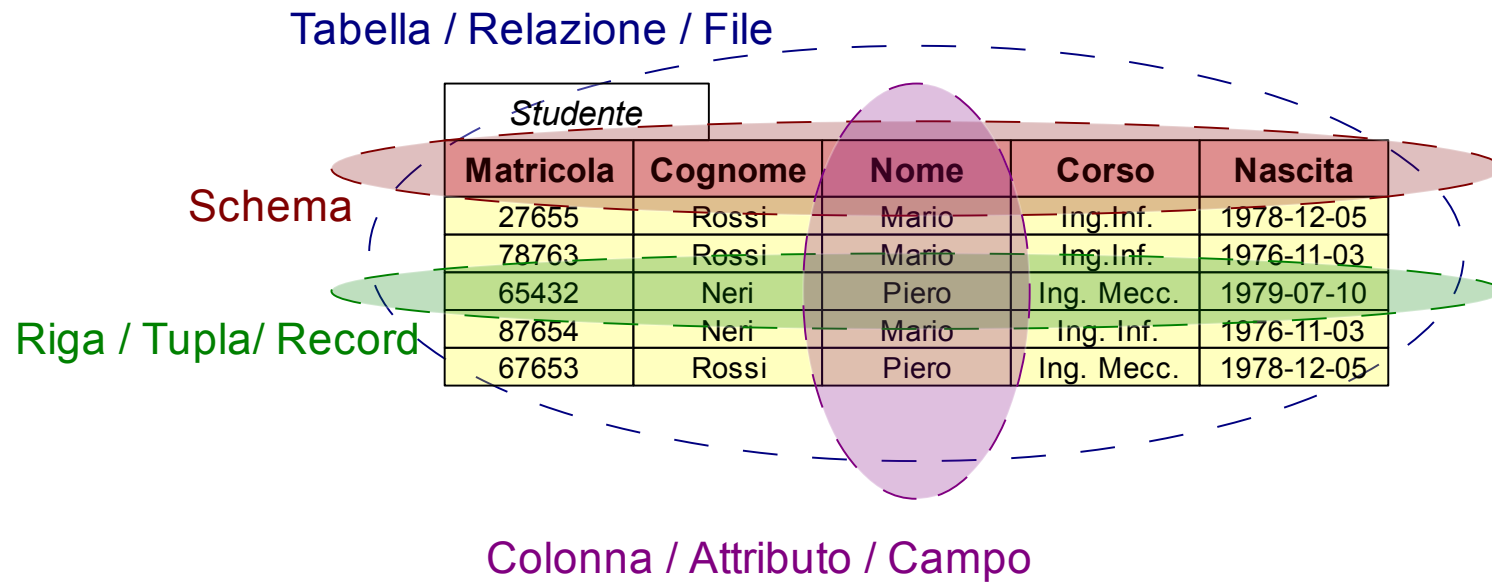 Tabella / Relazione / File
Studente
Matricola Cognome Nome Corso Nascita
Schema
27655 Rossi Mario Ing.Inf. 1978-12-05
78763 Rossi Mario Ing.Inf. 1976-11-03
65432 Neri Piero Ing. Mecc. 1979-07-10
Riga / Tupla/ Record
87654 Neri Mario Ing. Inf. 1976-11-03
67653 Rossi Piero Ing. Mecc. 1978-12-05
Colonna / Attributo / Campo